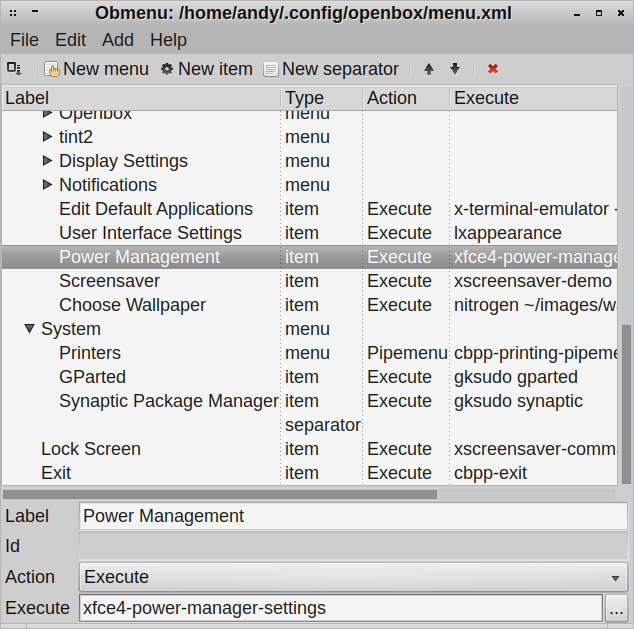 Obmenu: /home/andy/.config/openbox/menu.xml
File Edit Add Help
New menu New item New separator
Label Type Action Execute
Openbox menu
tint2 menu
Display Settings menu
Notifications menu
Edit Default Applications item Execute x-terminal-emulator -
User Interface Settings item Execute lxappearance
Power Management item Execute xfce4-power-manage
Screensaver item Execute xscreensaver-demo
Choose Wallpaper item Execute nitrogen ~/images/wa
System menu
Printers menu Pipemenu cbpp-printing-pipeme
GParted item Execute gksudo gparted
Synaptic Package Manager item Execute gksudo synaptic
separator
Lock Screen item Execute xscreensaver-comma
Exit item Execute cbpp-exit
Label Power Management
Id
Action Execute
Execute xfce4-power-manager-settings ...